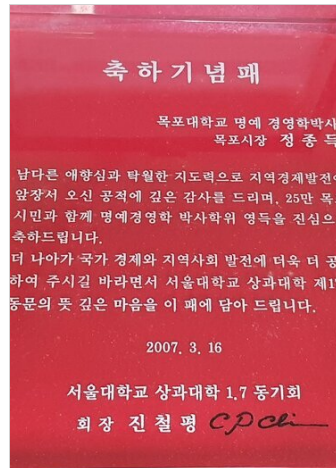 축하기념패
목포대학교 명예 경영학박사
목포시장 정종득
남다른 애향심과 탁월한 지도력으로 지역경제발전에
앞장서 오신 공적에 깊은 감사를 드리며, 25만 목
시민과 함께 명예경영학 박사학위 영득을 진심으
축하드립니다.
더 나아가 국가 경제와 지역사회 발전에 더욱 더 공
하여 주시길 바라면서 서울대학교 상과대학 제1
동문의 뜻 깊은 마음을 이 패에 담아 드립니다.
2007. 3. 16
서울대학교 상과대학 1.7 동기회
회장 진철평